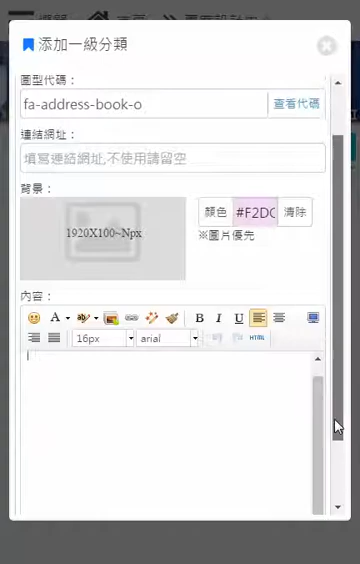 添加一級分類
圖型代碼：
fa-address-book-o
查看代碼
連結網址：
填寫連結網址,不使用請留空
背景：
1920X100~Npx
顏色
#F2DC
清除
※圖片優先
內容：
A
B I U
16px
arial
HTML